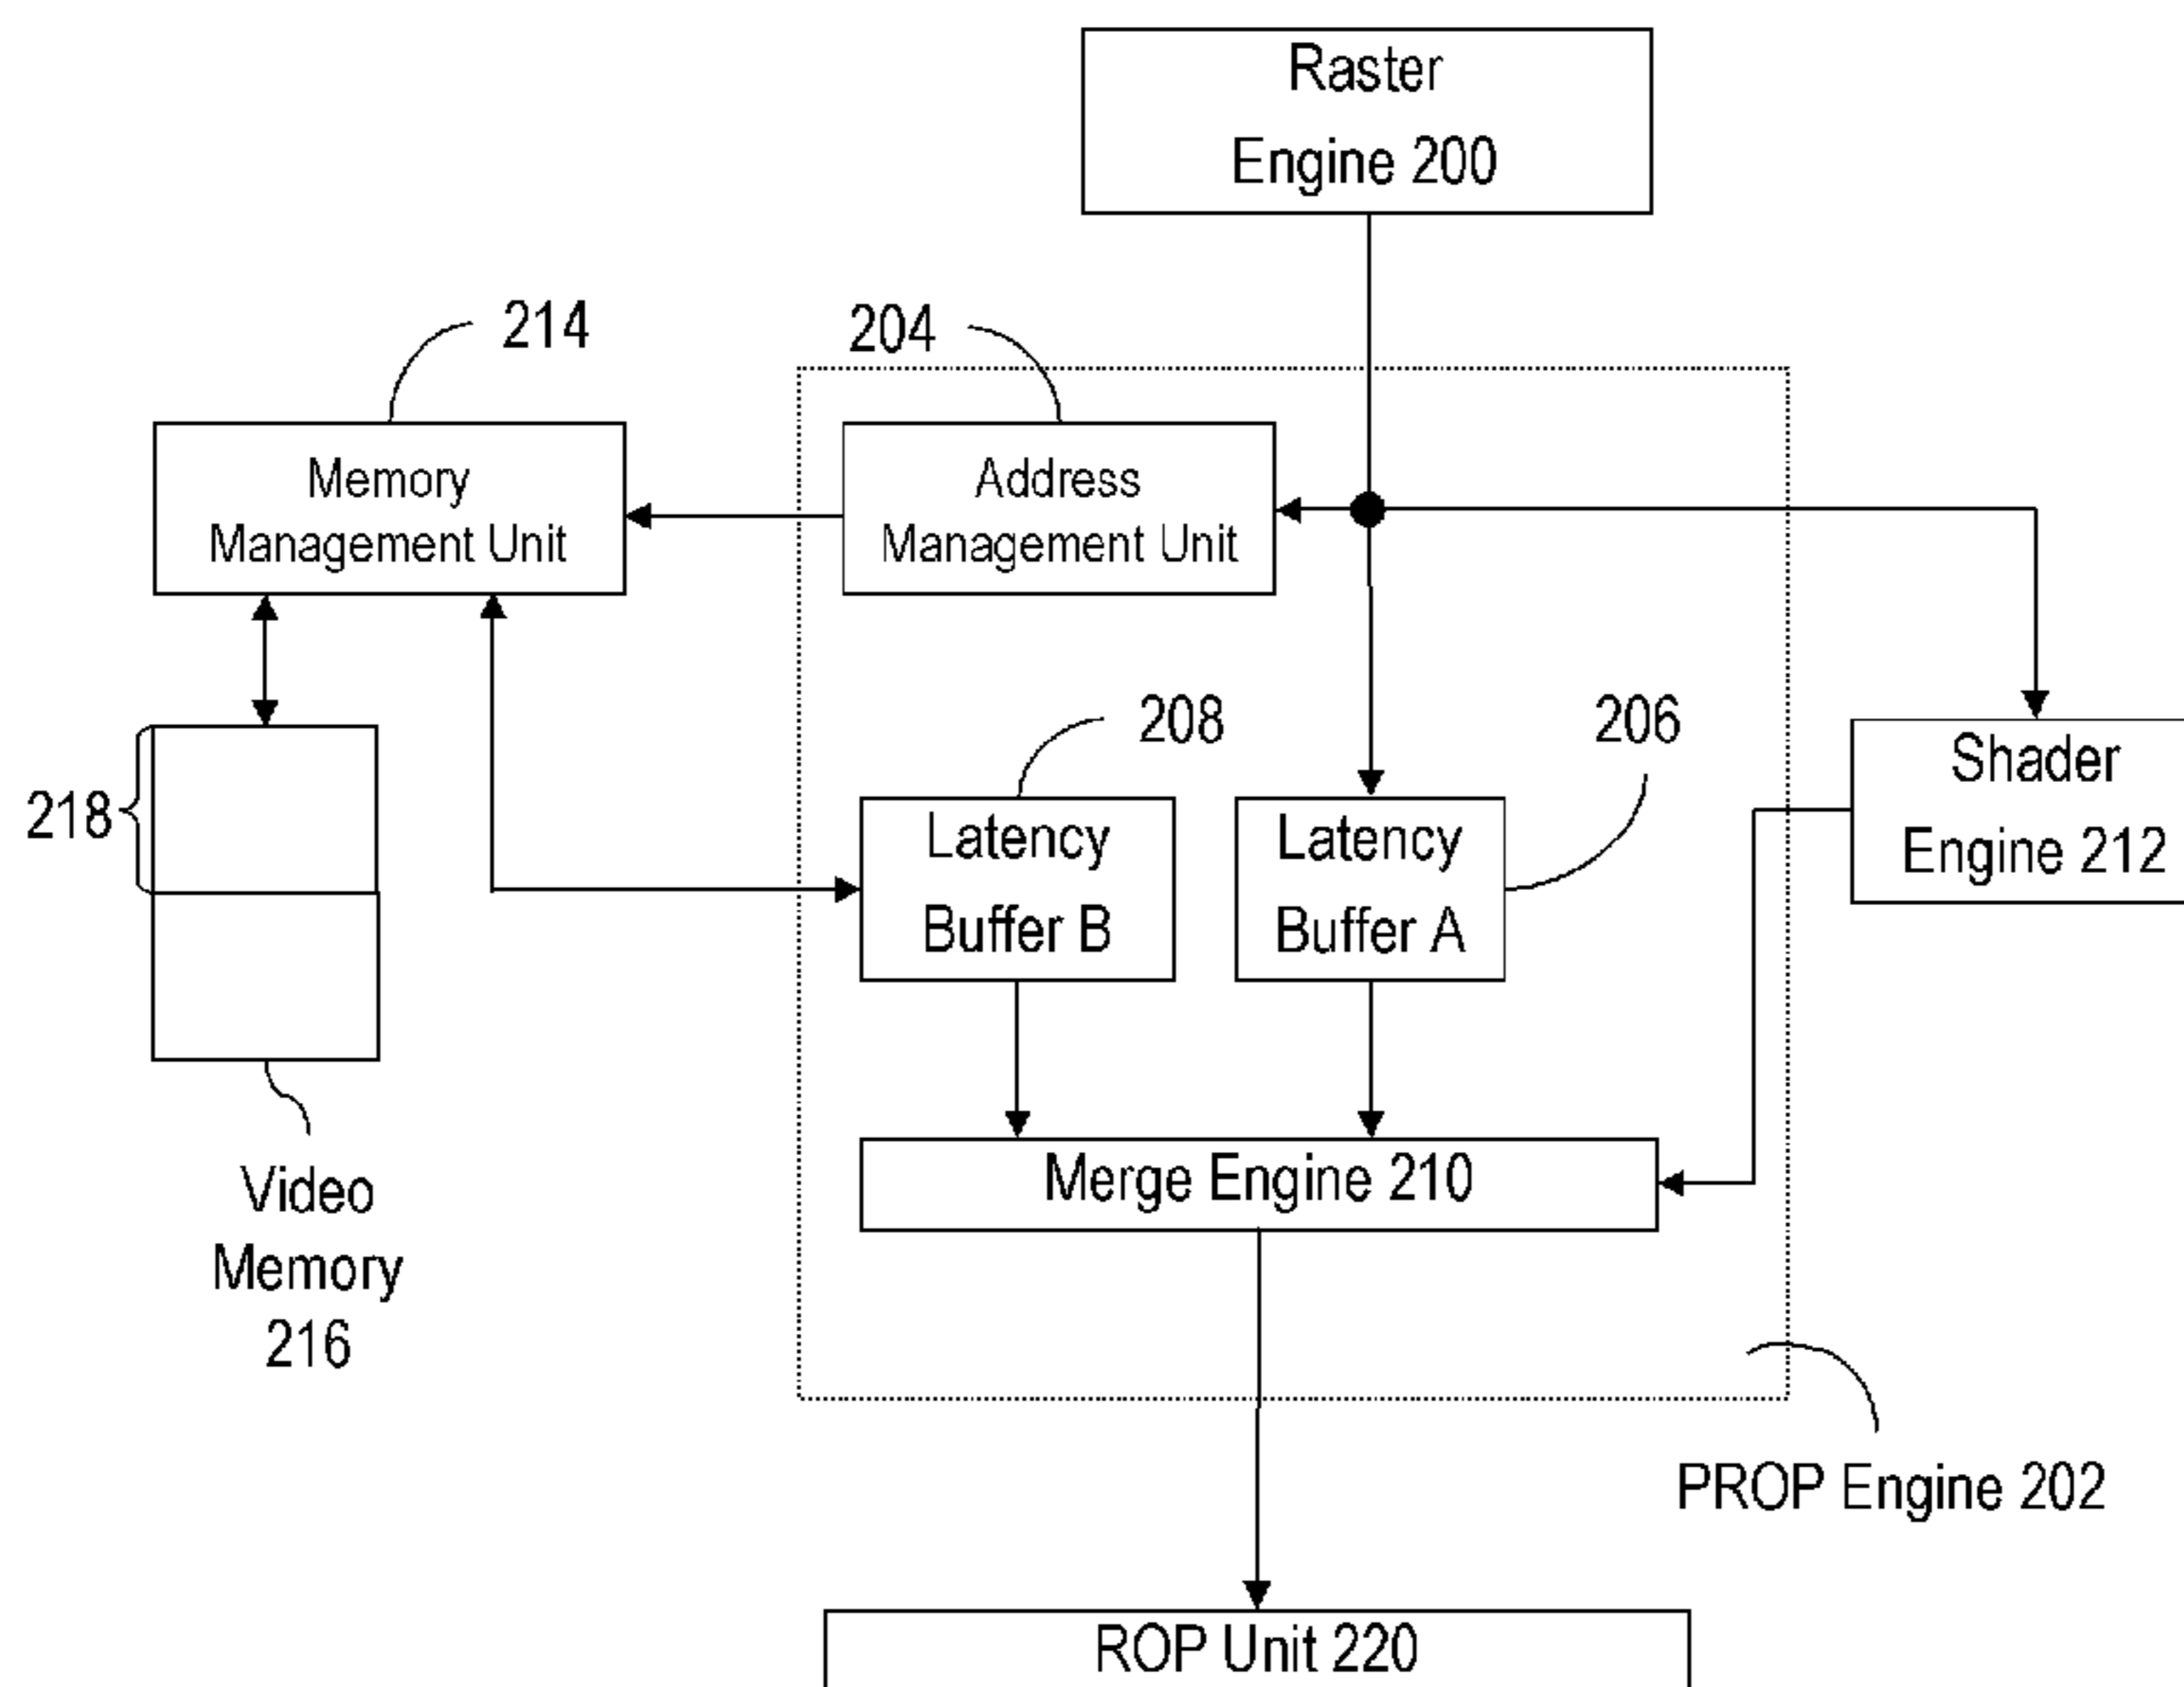 Raster
Engine 200
214
204
Memory
Management Unit
Address
Management Unit
208
206
218
Latency
Buffer B
Latency
Buffer A
Shader
Engine 212
Merge Engine 210
Video
Memory
216
PROP Engine 202
ROP Unit 220